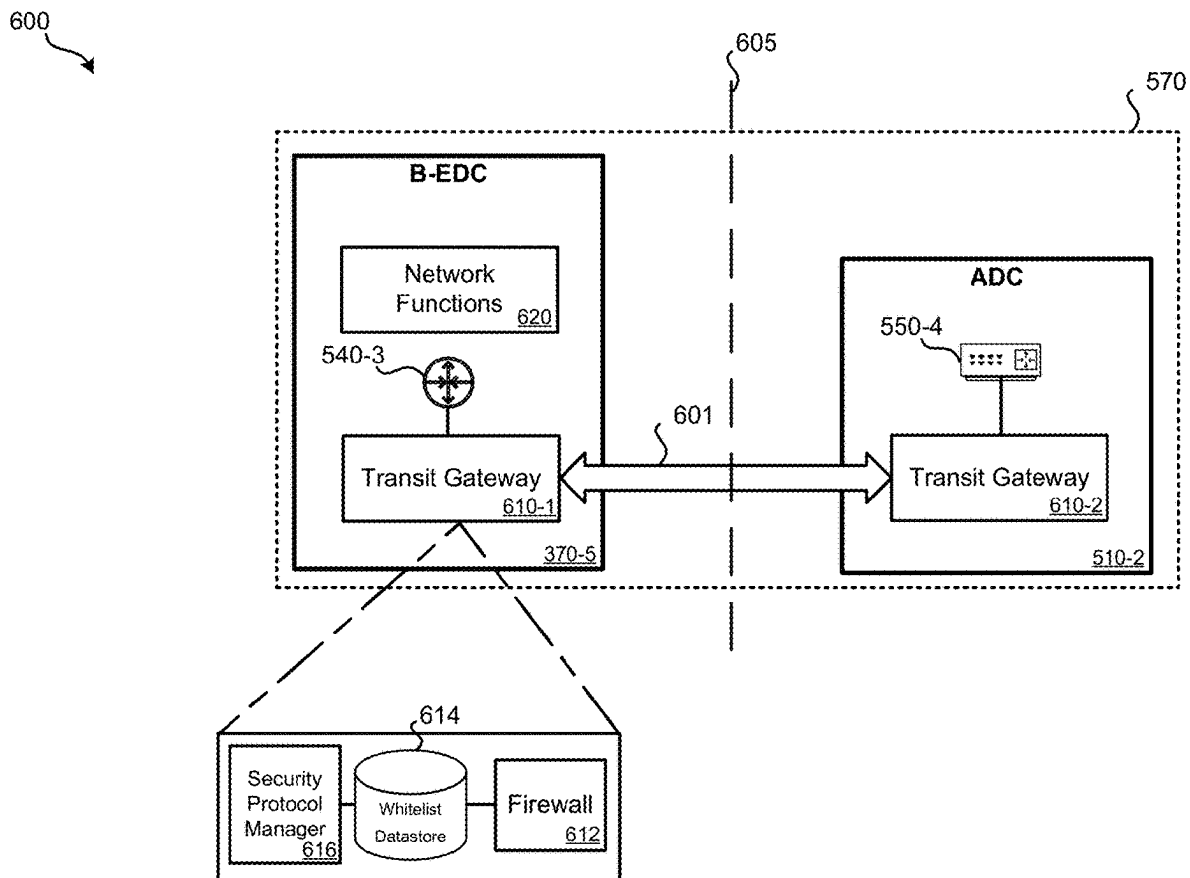 600
605
570
B-EDC
Network
Functions
620
540-3
Transit Gateway
610-1
370-5
601
ADC
550-4
Transit Gateway
610-2
510-2
614
Security
Protocol
Manager
616
Whitelist
Datastore
Firewall
612